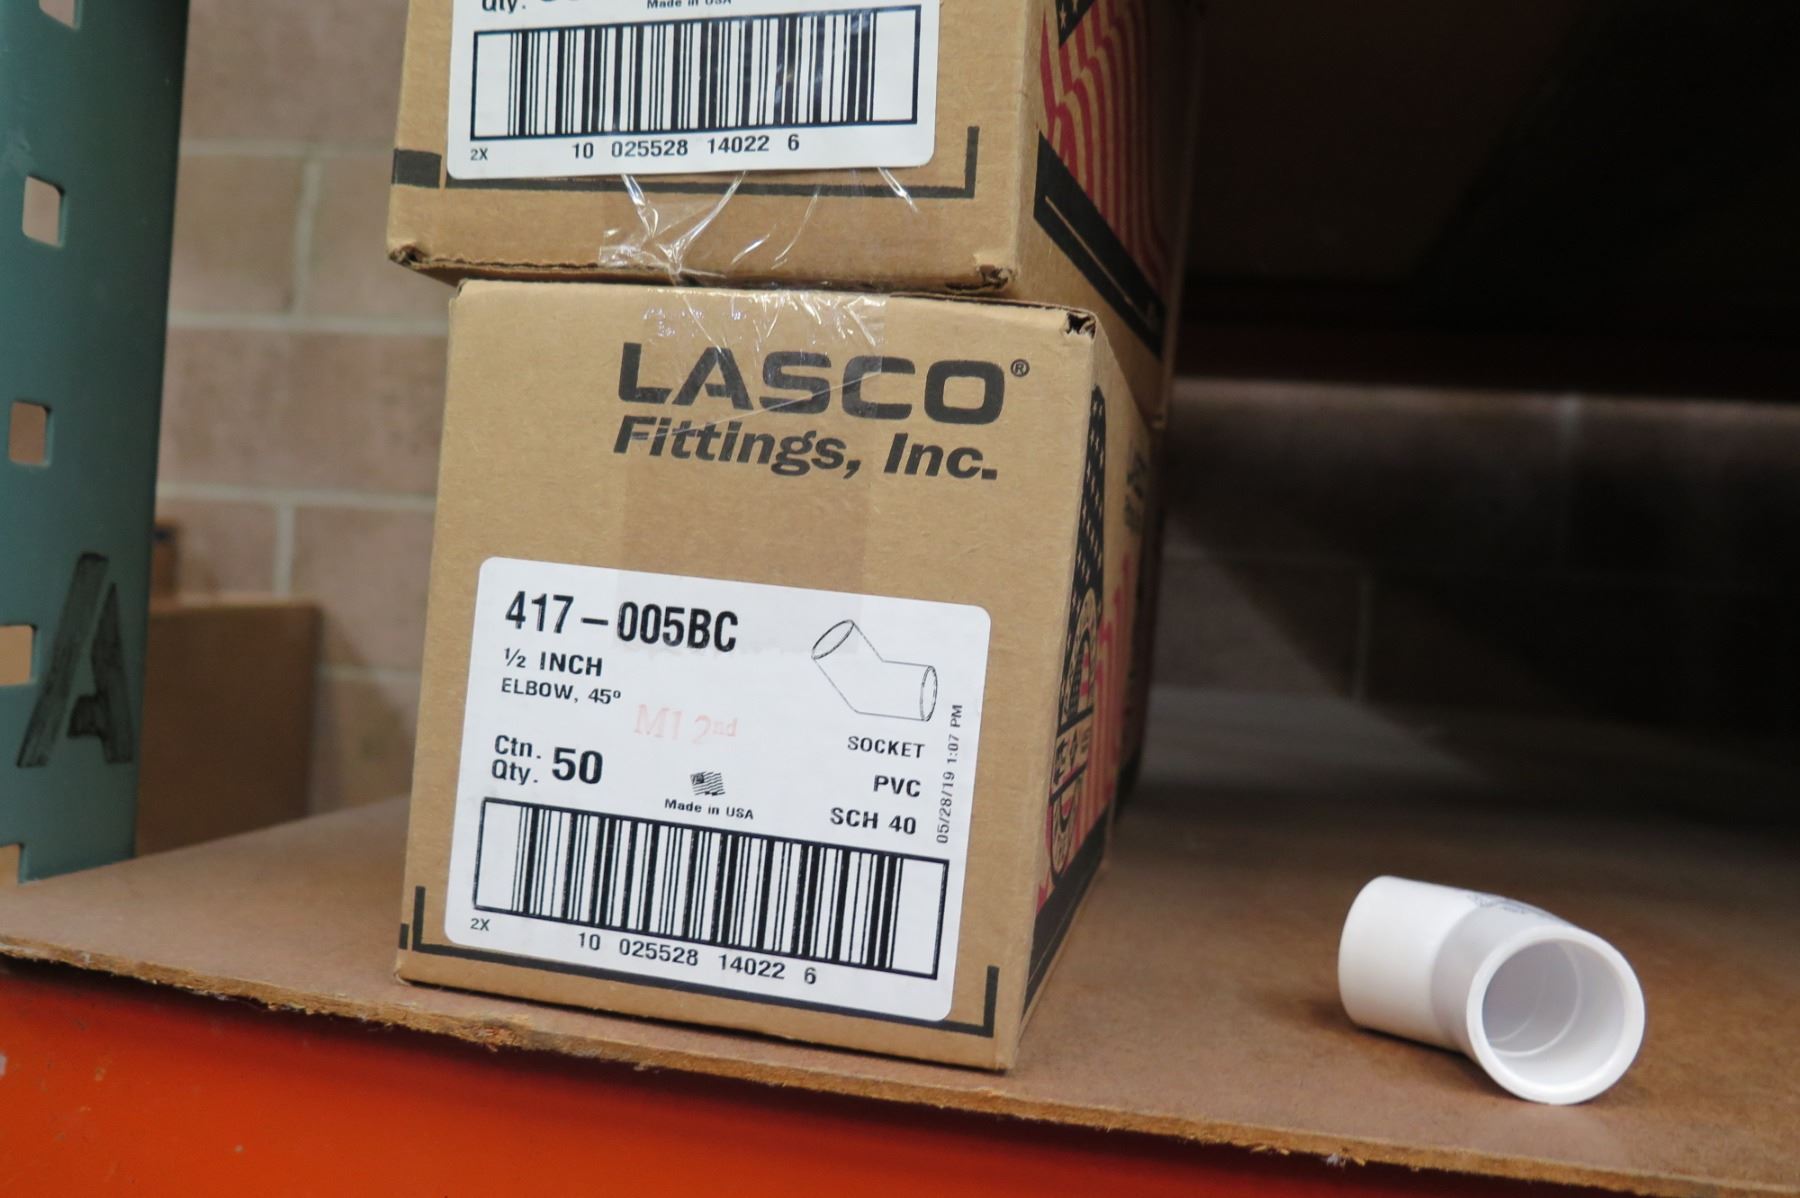 Qty.
Made in USA
2X
10 025528 14022 6
LASCO®
Fittings, Inc.
417-005BC
½ INCH
ELBOW, 45º
M1 2nd
SOCKET
PVC
SCH 40
05/28/19 1:07 PM
Ctn.
Qty. 50
Made in USA
2X
10 025528 14022 6
A